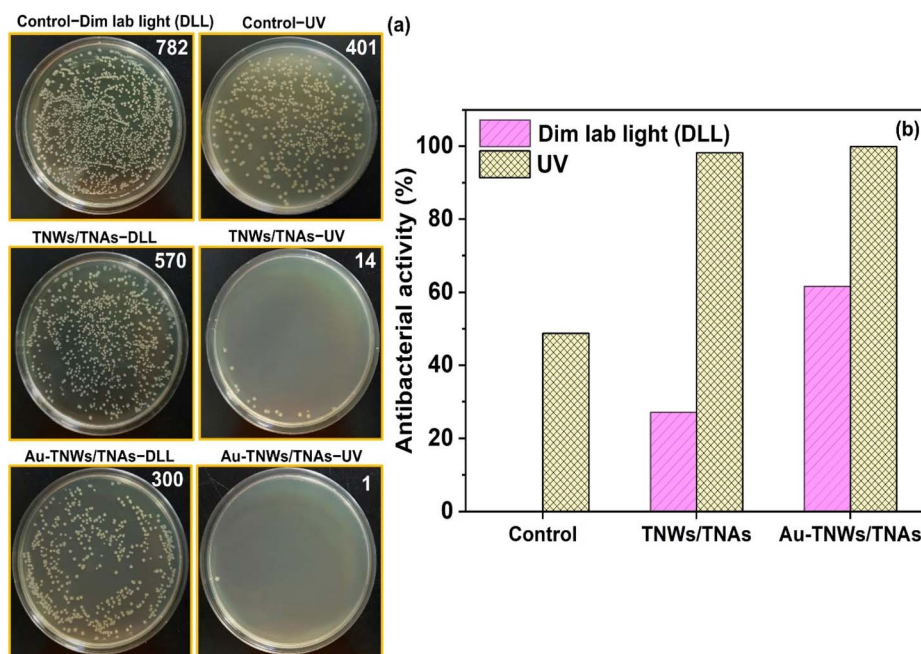 Control−Dim lab light (DLL)
782
Control−UV
401
(a)
TNWs/TNAs−DLL
570
TNWs/TNAs−UV
14
Au-TNWs/TNAs−DLL
300
Au-TNWs/TNAs−UV
1
(b)
Dim lab light (DLL)
UV
Antibacterial activity (%)
100
80
60
40
20
0
Control
TNWs/TNAs
Au-TNWs/TNAs